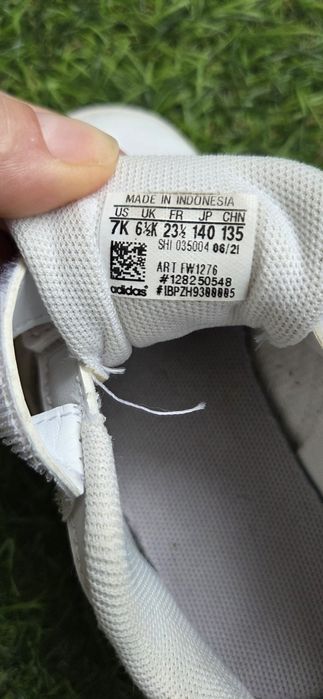 MADE IN INDONESIA
US UK FR JP CHN
7K 6½K 23½ 140 135
SHI 035004 06/21
ART FW1276
#128250548
adidas #IBPZH9300005